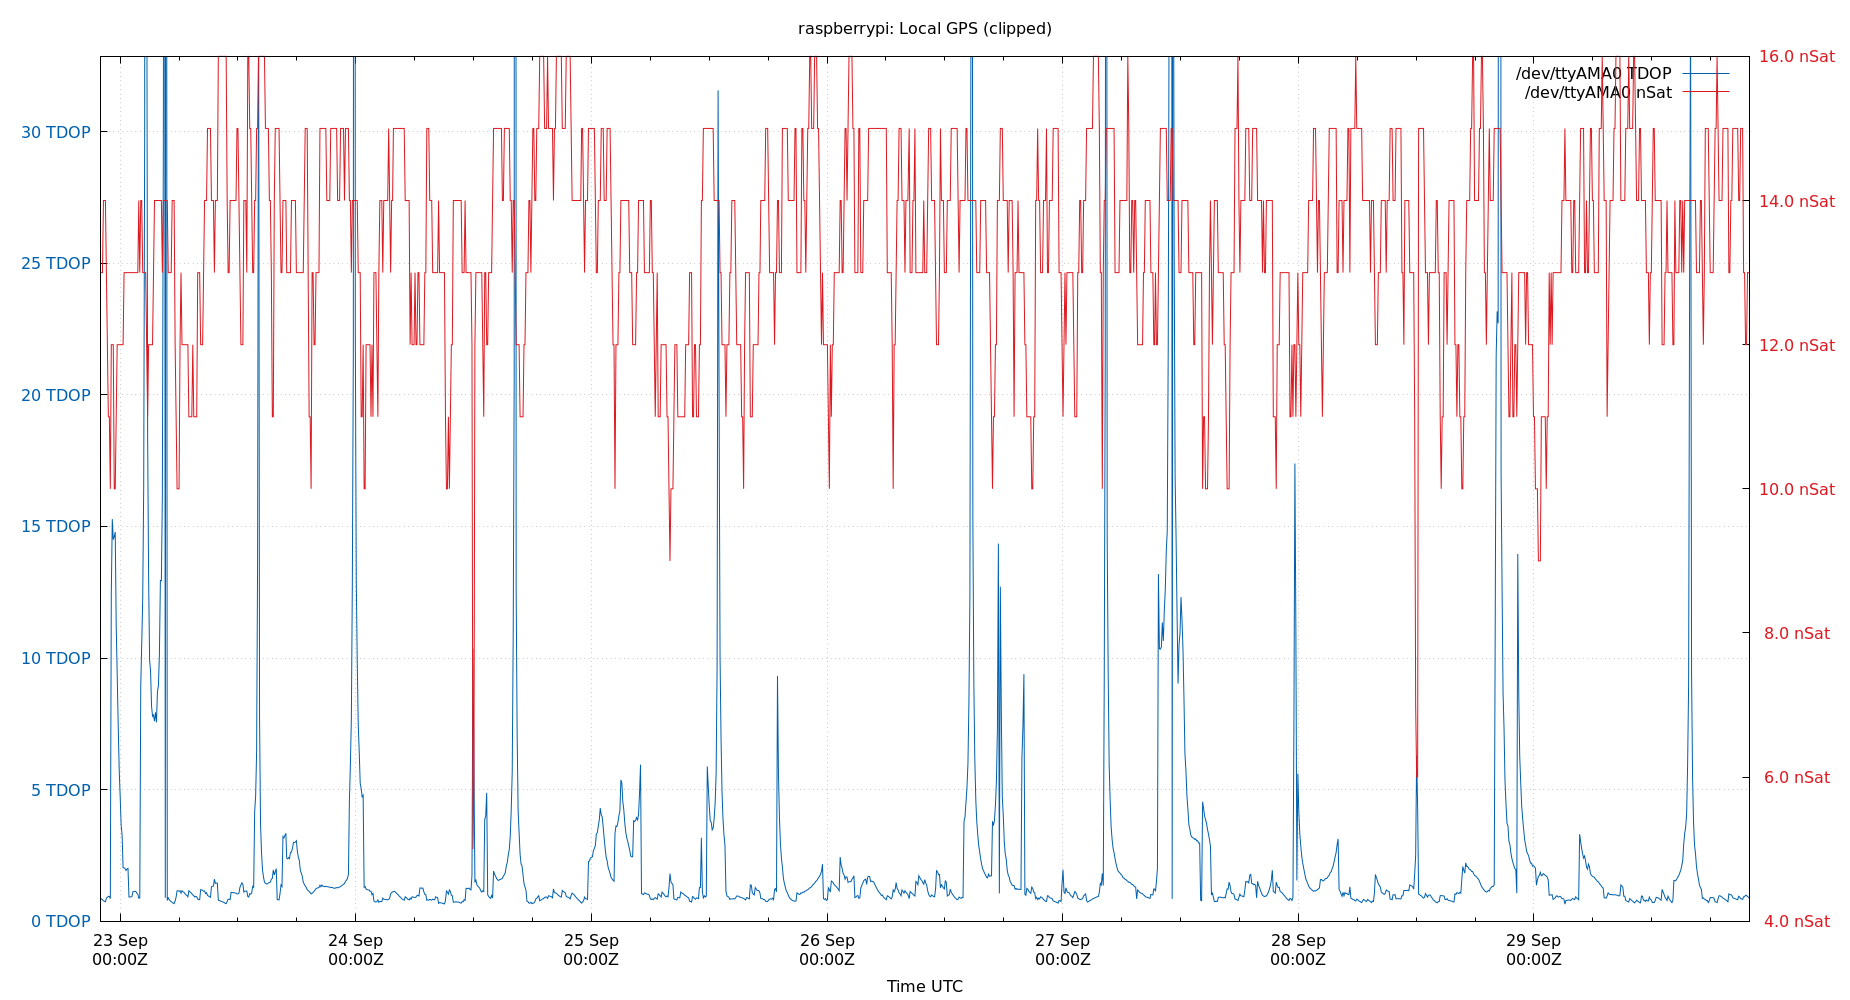 raspberrypi: Local GPS (clipped)
16.0 nSat
/dev/ttyAMA0 TDOP
/dev/ttyAMA0 nSat
30 TDOP
14.0 nSat
25 TDOP
12.0 nSat
20 TDOP
10.0 nSat
15 TDOP
8.0 nSat
10 TDOP
6.0 nSat
5 TDOP
0 TDOP
4.0 nSat
23 Sep 24 Sep 25 Sep 26 Sep 27 Sep 28 Sep 29 Sep
00:00Z 00:00Z 00:00Z 00:00Z 00:00Z 00:00Z 00:00Z
Time UTC